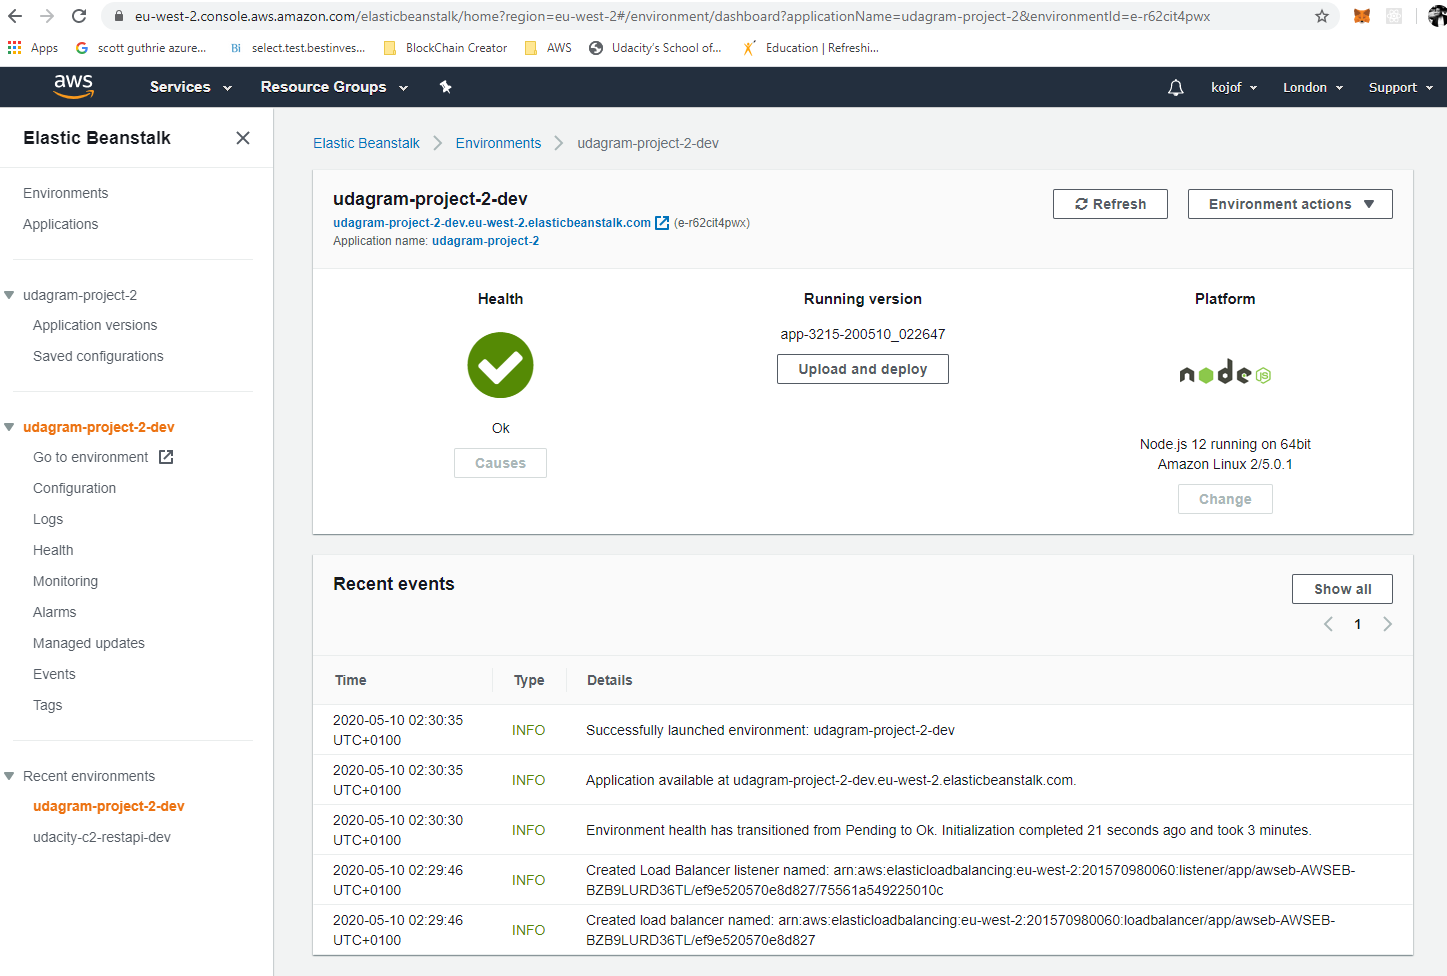 eu-west-2.console.aws.amazon.com/elasticbeanstalk/home?region=eu-west-2#/environment/dashboard?applicationName=udagram-project-2&environmentId=e-r62cit4pwx
Apps scott guthrie azure... Bi select.test.bestinves... BlockChain Creator AWS Udacity's School of... Education | Refreshi...
aws Services Resource Groups kojof London Support
Elastic Beanstalk
Environments
Applications
udagram-project-2
Application versions
Saved configurations
udagram-project-2-dev
Go to environment
Configuration
Logs
Health
Monitoring
Alarms
Managed updates
Events
Tags
Recent environments
udagram-project-2-dev
udacity-c2-restapi-dev
Elastic Beanstalk Environments udagram-project-2-dev
udagram-project-2-dev
udagram-project-2-dev.eu-west-2.elasticbeanstalk.com (e-r62cit4pwx)
Application name: udagram-project-2
Refresh
Environment actions
Health
Ok
Causes
Running version
app-3215-200510_022647
Upload and deploy
Platform
node JS
Node.js 12 running on 64bit
Amazon Linux 2/5.0.1
Change
Recent events
Show all
1
Time Type Details
2020-05-10 02:30:35
UTC+0100
INFO
Successfully launched environment: udagram-project-2-dev
2020-05-10 02:30:35
UTC+0100
INFO
Application available at udagram-project-2-dev.eu-west-2.elasticbeanstalk.com.
2020-05-10 02:30:30
UTC+0100
INFO
Environment health has transitioned from Pending to Ok. Initialization completed 21 seconds ago and took 3 minutes.
2020-05-10 02:29:46
UTC+0100
INFO
Created Load Balancer listener named: arn:aws:elasticloadbalancing:eu-west-2:201570980060:listener/app/awseb-AWSEB-
BZB9LURD36TL/ef9e520570e8d827/75561a549225010c
2020-05-10 02:29:46
UTC+0100
INFO
Created load balancer named: arn:aws:elasticloadbalancing:eu-west-2:201570980060:loadbalancer/app/awseb-AWSEB-
BZB9LURD36TL/ef9e520570e8d827